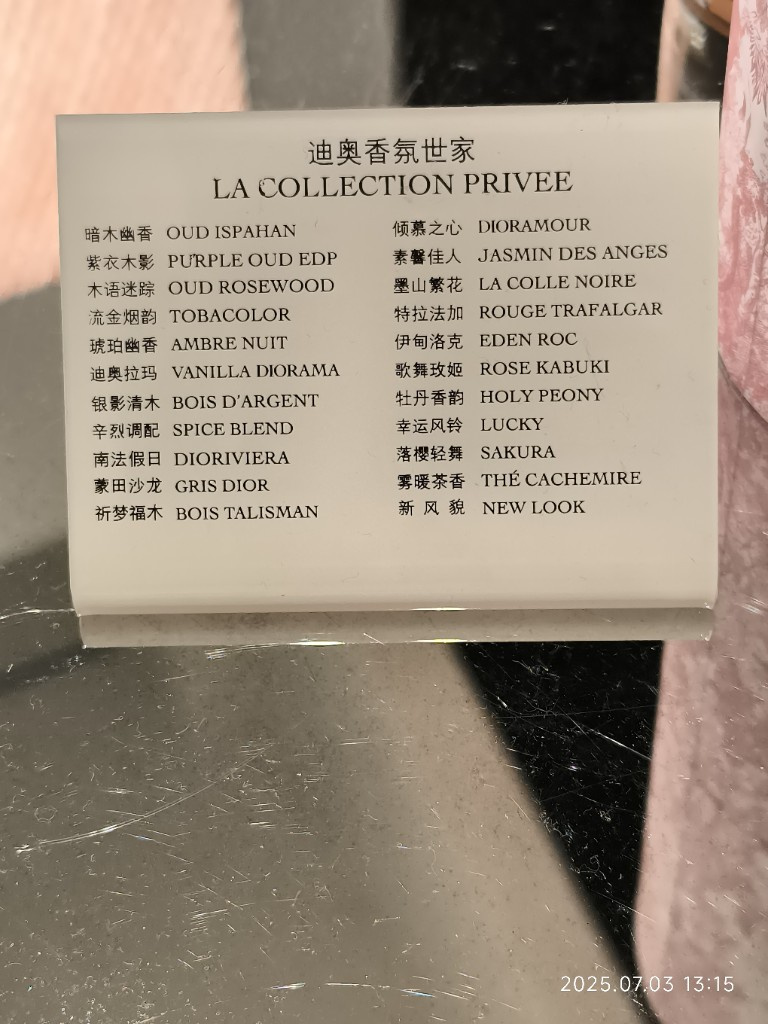 迪奥香氛世家
LA COLLECTION PRIVEE
暗木幽香 OUD ISPAHAN
紫衣木影 PURPLE OUD EDP
木语迷踪 OUD ROSEWOOD
流金烟韵 TOBACOLOR
琥珀幽香 AMBRE NUIT
迪奥拉玛 VANILLA DIORAMA
银影清木 BOIS D'ARGENT
辛烈调配 SPICE BLEND
南法假日 DIORIVIERA
蒙田沙龙 GRIS DIOR
祈梦福木 BOIS TALISMAN
倾慕之心 DIORAMOUR
素馨佳人 JASMIN DES ANGES
墨山繁花 LA COLLE NOIRE
特拉法加 ROUGE TRAFALGAR
伊甸洛克 EDEN ROC
歌舞玫姬 ROSE KABUKI
牡丹香韵 HOLY PEONY
幸运风铃 LUCKY
落樱轻舞 SAKURA
雾暖茶香 THÉ CACHEMIRE
新风貌 NEW LOOK
2025.07.03 13:15